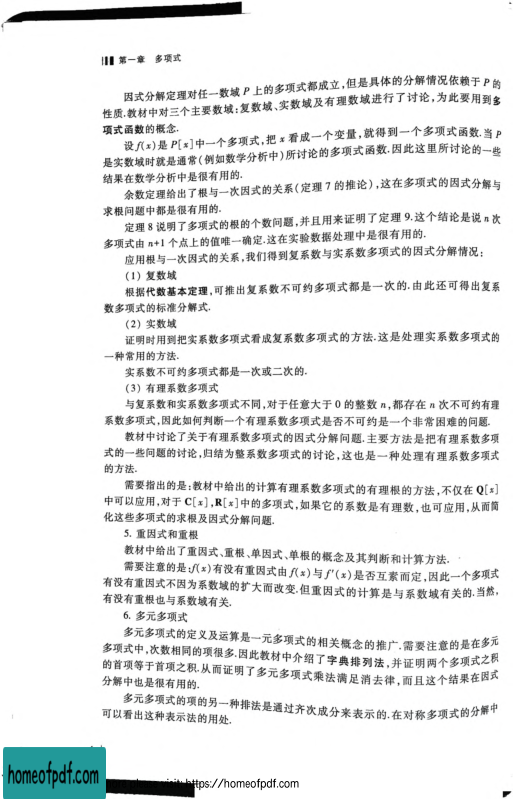 第一章 多项式
因式分解定理对任一数域 P 上的多项式都成立,但是具体的分解情况依赖于 P 的
性质.教材中对三个主要数域:复数域、实数域及有理数域进行了讨论,为此要用到多
项式函数的概念.
设 f(x) 是 P[x] 中一个多项式,把 x 看成一个变量,就得到一个多项式函数.当 P
是实数域时就是通常(例如数学分析中)所讨论的多项式函数.因此这里所讨论的一些
结果在数学分析中是很有用的.
余数定理给出了根与一次因式的关系(定理 7 的推论),这在多项式的因式分解与
求根问题中都是很有用的.
定理 8 说明了多项式的根的个数问题,并且用来证明了定理 9.这个结论是说 n 次
多项式由 n+1 个点上的值唯一确定.这在实验数据处理中是很有用的.
应用根与一次因式的关系,我们得到复系数与实系数多项式的因式分解情况:
(1) 复数域
根据代数基本定理,可推出复系数不可约多项式都是一次的.由此还可得出复系
数多项式的标准分解式.
(2) 实数域
证明时用到把实系数多项式看成复系数多项式的方法.这是处理实系数多项式的
一种常用的方法.
实系数不可约多项式都是一次或二次的.
(3) 有理系数多项式
与复系数和实系数多项式不同,对于任意大于 0 的整数 n,都存在 n 次不可约有理
系数多项式,因此如何判断一个有理系数多项式是否不可约是一个非常困难的问题.
教材中讨论了关于有理系数多项式的因式分解问题.主要方法是把有理系数多项
式的一些问题的讨论,归结为整系数多项式的讨论,这也是一种处理有理系数多项式
的方法.
需要指出的是:教材中给出的计算有理系数多项式的有理根的方法,不仅在 Q[x]
中可以应用,对于 C[x],R[x] 中的多项式,如果它的系数是有理数,也可应用,从而简
化这些多项式的求根及因式分解问题.
5. 重因式和重根
教材中给出了重因式、重根、单因式、单根的概念及其判断和计算方法.
需要注意的是:f(x) 有没有重因式由 f(x) 与 f′(x) 是否互素而定,因此一个多项式
有没有重因式不因为系数域的扩大而改变.但重因式的计算是与系数域有关的.当然,
有没有重根也与系数域有关.
6. 多元多项式
多元多项式的定义及运算是一元多项式的相关概念的推广.需要注意的是在多元
多项式中,次数相同的项很多.因此教材中介绍了字典排列法,并证明两个多项式之积
的首项等于首项之积.从而证明了多元多项式乘法满足消去律,而且这个结果在因式
分解中也是很有用的.
多元多项式的项的另一种排法是通过齐次成分来表示的.在对称多项式的分解中
可以看出这种表示法的用处.
homeofpdf.com
https://homeofpdf.com